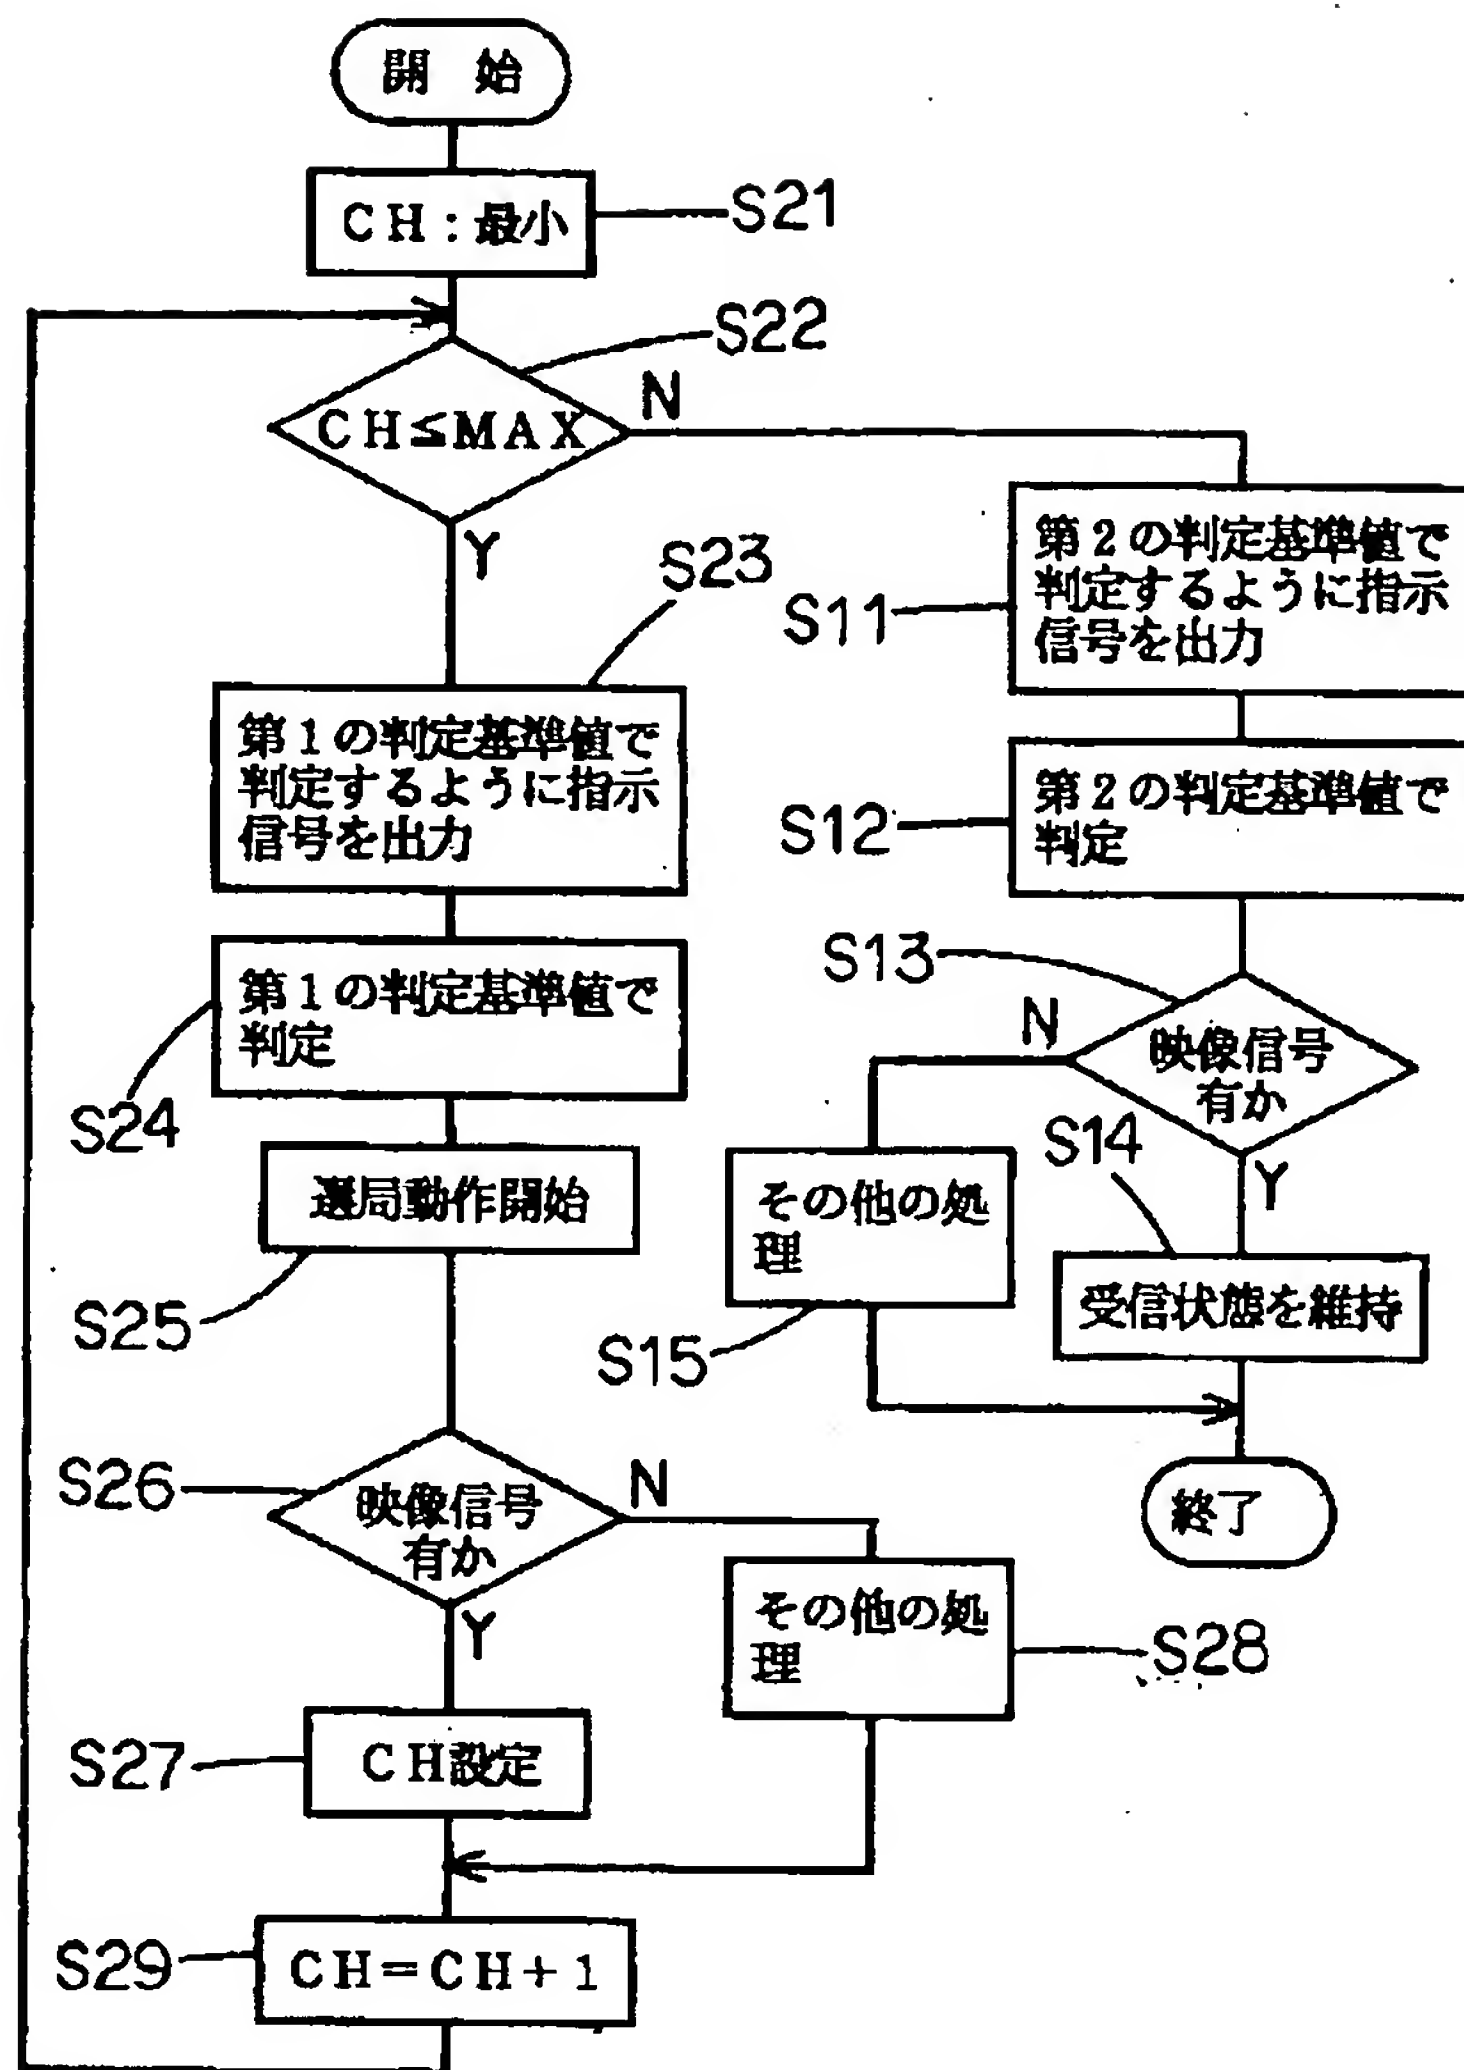 開 始
CH:最小
S21
S22
CH≦MAX
N
Y
S23
第1の判定基準値で
判定するように指示
信号を出力
第1の判定基準値で
判定
S24
選局動作開始
S25
S26
映像信号
有か
N
Y
その他の処
理
S28
S27
CH設定
S29
CH=CH+1
S11
第2の判定基準値で
判定するように指示
信号を出力
S12
第2の判定基準値で
判定
S13
N
映像信号
有か
S14
Y
その他の処
理
S15
受信状態を維持
終了